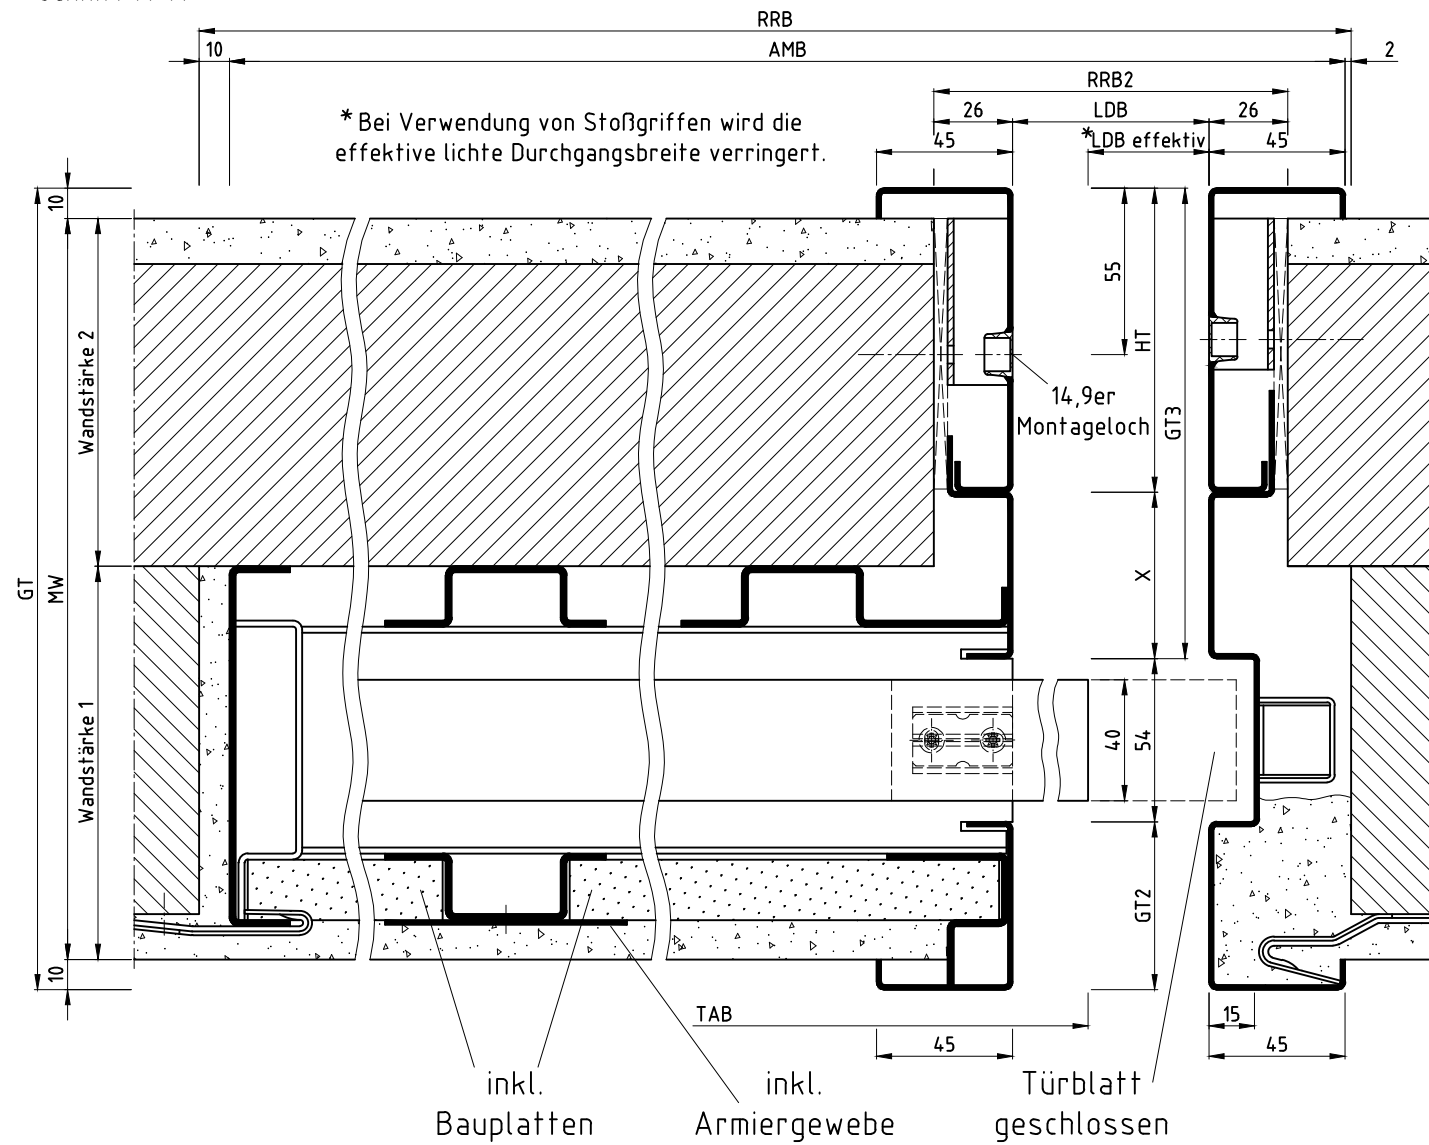 RRB
10
AMB
2
RRB2
26
LDB
26
* Bei Verwendung von Stoßgriffen wird die
effektive lichte Durchgangsbreite verringert.
45
*LDB effektiv
45
10
55
HT
GT3
Wandstärke 2
14,9er
Montageloch
GT
MW
X
Wandstärke 1
40
54
GT2
10
TAB
15
45
45
inkl.
Bauplatten
inkl.
Armiergewebe
Türblatt
geschlossen